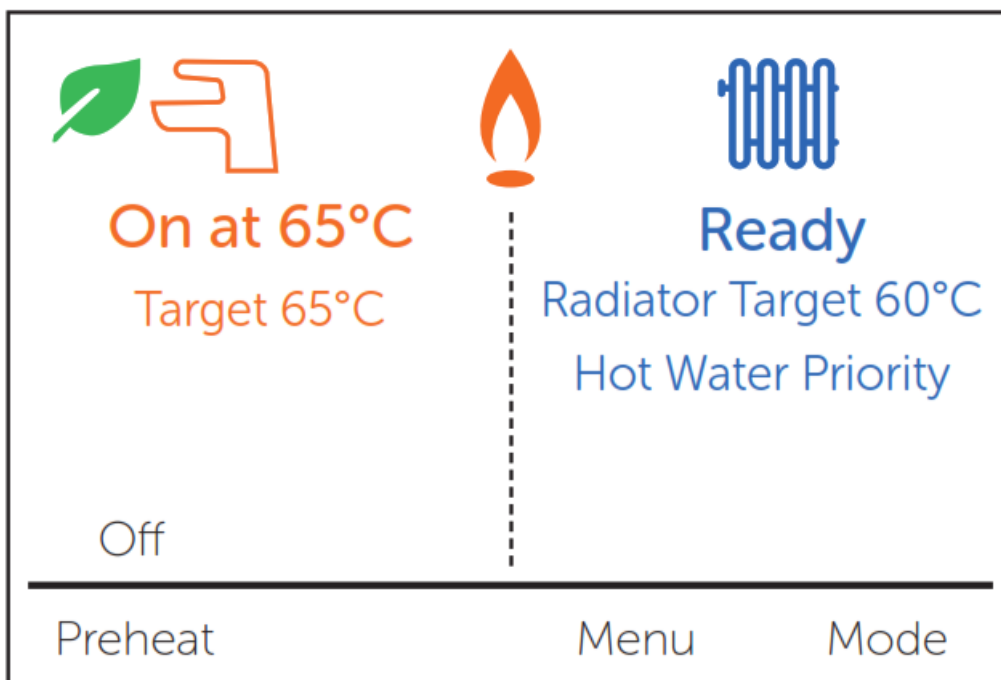 On at 65°C
Target 65°C
Ready
Radiator Target 60°C
Hot Water Priority
Off
Preheat
Menu
Mode